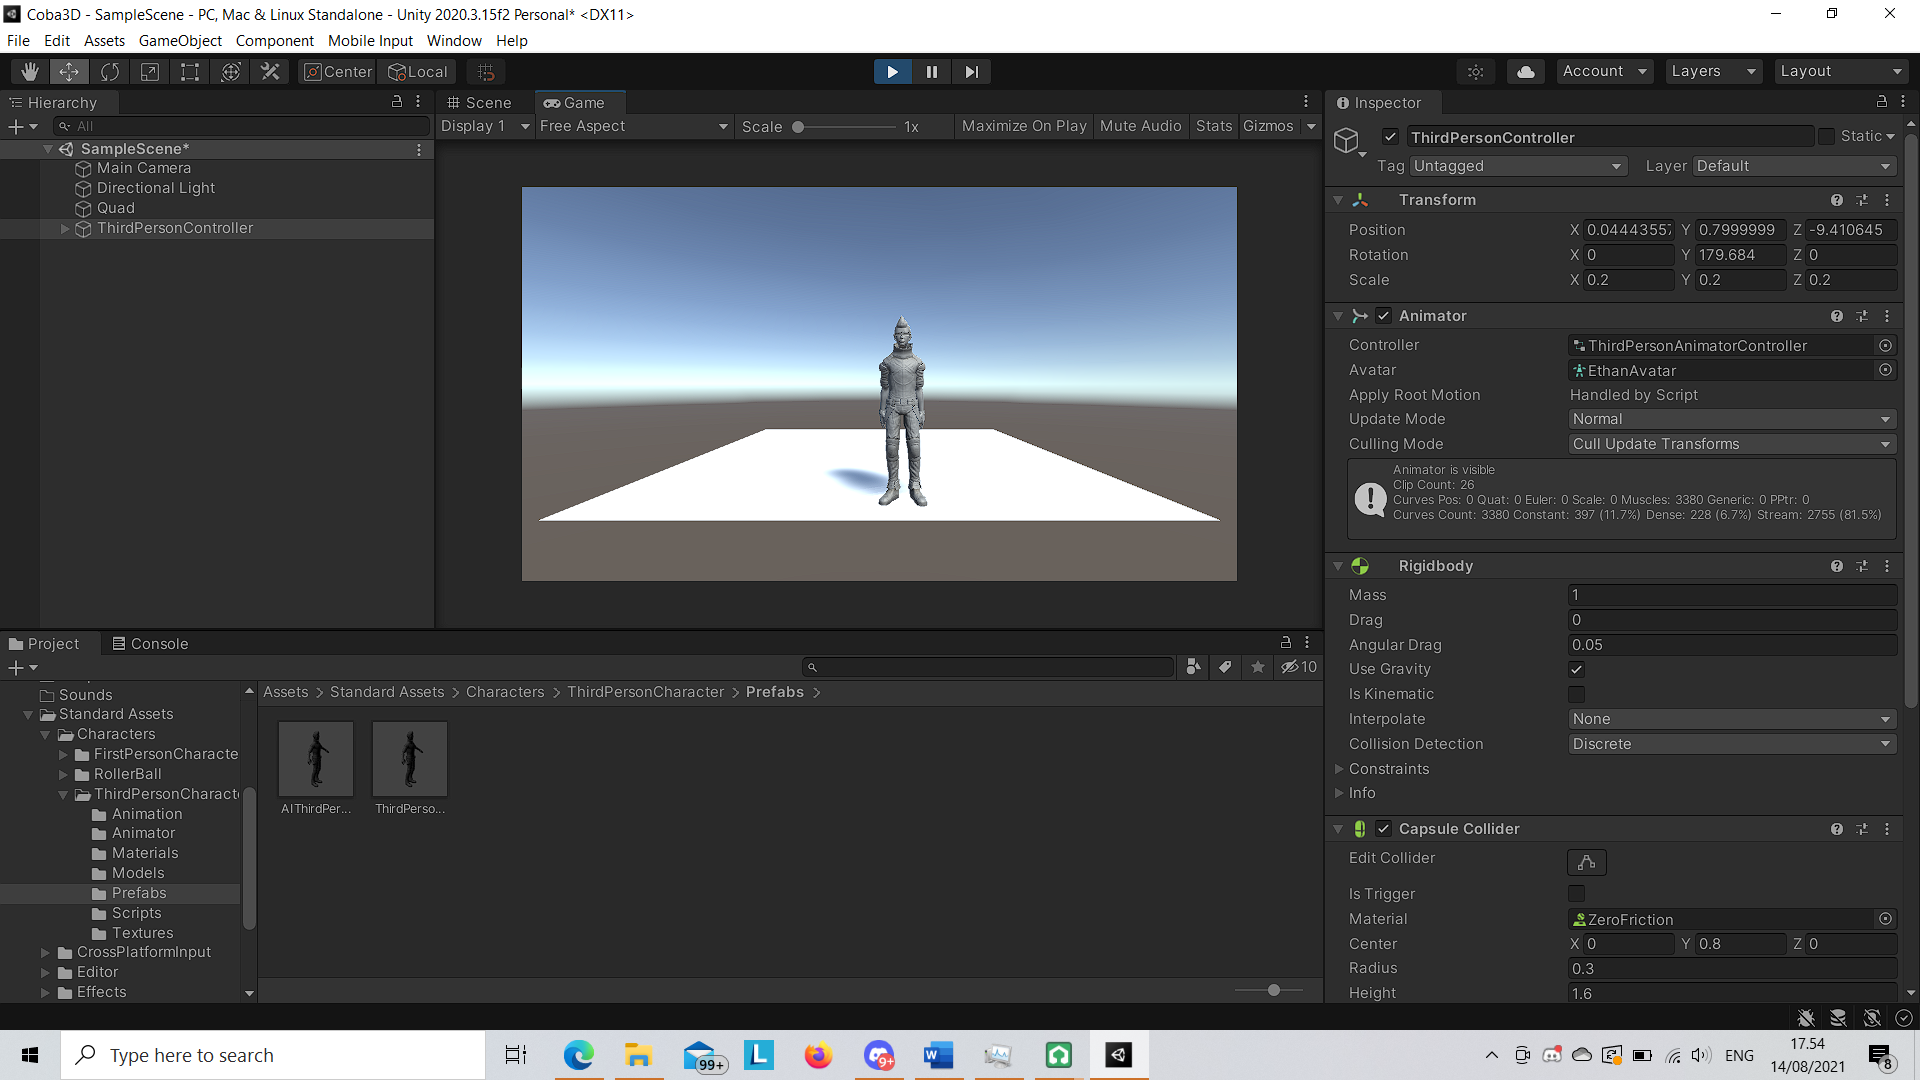 Coba3D - SampleScene - PC, Mac & Linux Standalone - Unity 2020.3.15f2 Personal* <DX11>
File Edit Assets GameObject Component Mobile Input Window Help
Center Local
Account Layers Layout
Hierarchy
All
SampleScene*
Main Camera
Directional Light
Quad
ThirdPersonController
Scene Game
Display 1 Free Aspect Scale 1x Maximize On Play Mute Audio Stats Gizmos
Inspector
ThirdPersonController Static
Tag Untagged Layer Default
Transform
Position X 0.04443557 Y 0.7999999 Z -9.410645
Rotation X 0 Y 179.684 Z 0
Scale X 0.2 Y 0.2 Z 0.2
Animator
Controller ThirdPersonAnimatorController
Avatar EthanAvatar
Apply Root Motion Handled by Script
Update Mode Normal
Culling Mode Cull Update Transforms
Animator is visible
Clip Count: 26
Curves Pos: 0 Quat: 0 Euler: 0 Scale: 0 Muscles: 3380 Generic: 0 PPtr: 0
Curves Count: 3380 Constant: 397 (11.7%) Dense: 228 (6.7%) Stream: 2755 (81.5%)
Rigidbody
Mass 1
Drag 0
Angular Drag 0.05
Use Gravity
Is Kinematic
Interpolate None
Collision Detection Discrete
Constraints
Info
Capsule Collider
Edit Collider
Is Trigger
Material ZeroFriction
Center X 0 Y 0.8 Z 0
Radius 0.3
Height 1.6
Project Console
10
Sounds
Standard Assets
Characters
FirstPersonCharacte
RollerBall
ThirdPersonCharact
Animation
Animator
Materials
Models
Prefabs
Scripts
Textures
CrossPlatformInput
Editor
Effects
Assets > Standard Assets > Characters > ThirdPersonCharacter > Prefabs >
AIThirdPer... ThirdPerso...
Type here to search
99+
L
9+
W
ENG
17.54
14/08/2021
8